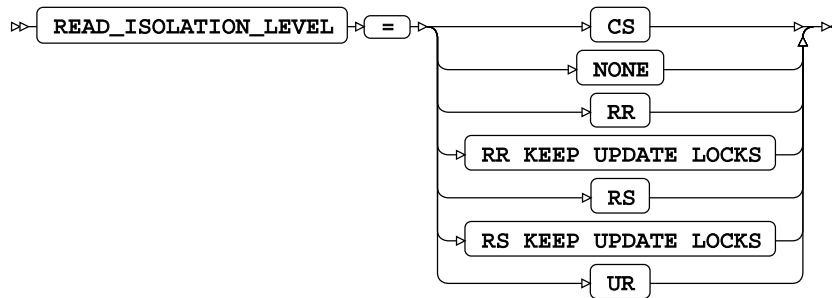 READ_ISOLATION_LEVEL = CS
NONE
RR
RR KEEP UPDATE LOCKS
RS
RS KEEP UPDATE LOCKS
UR